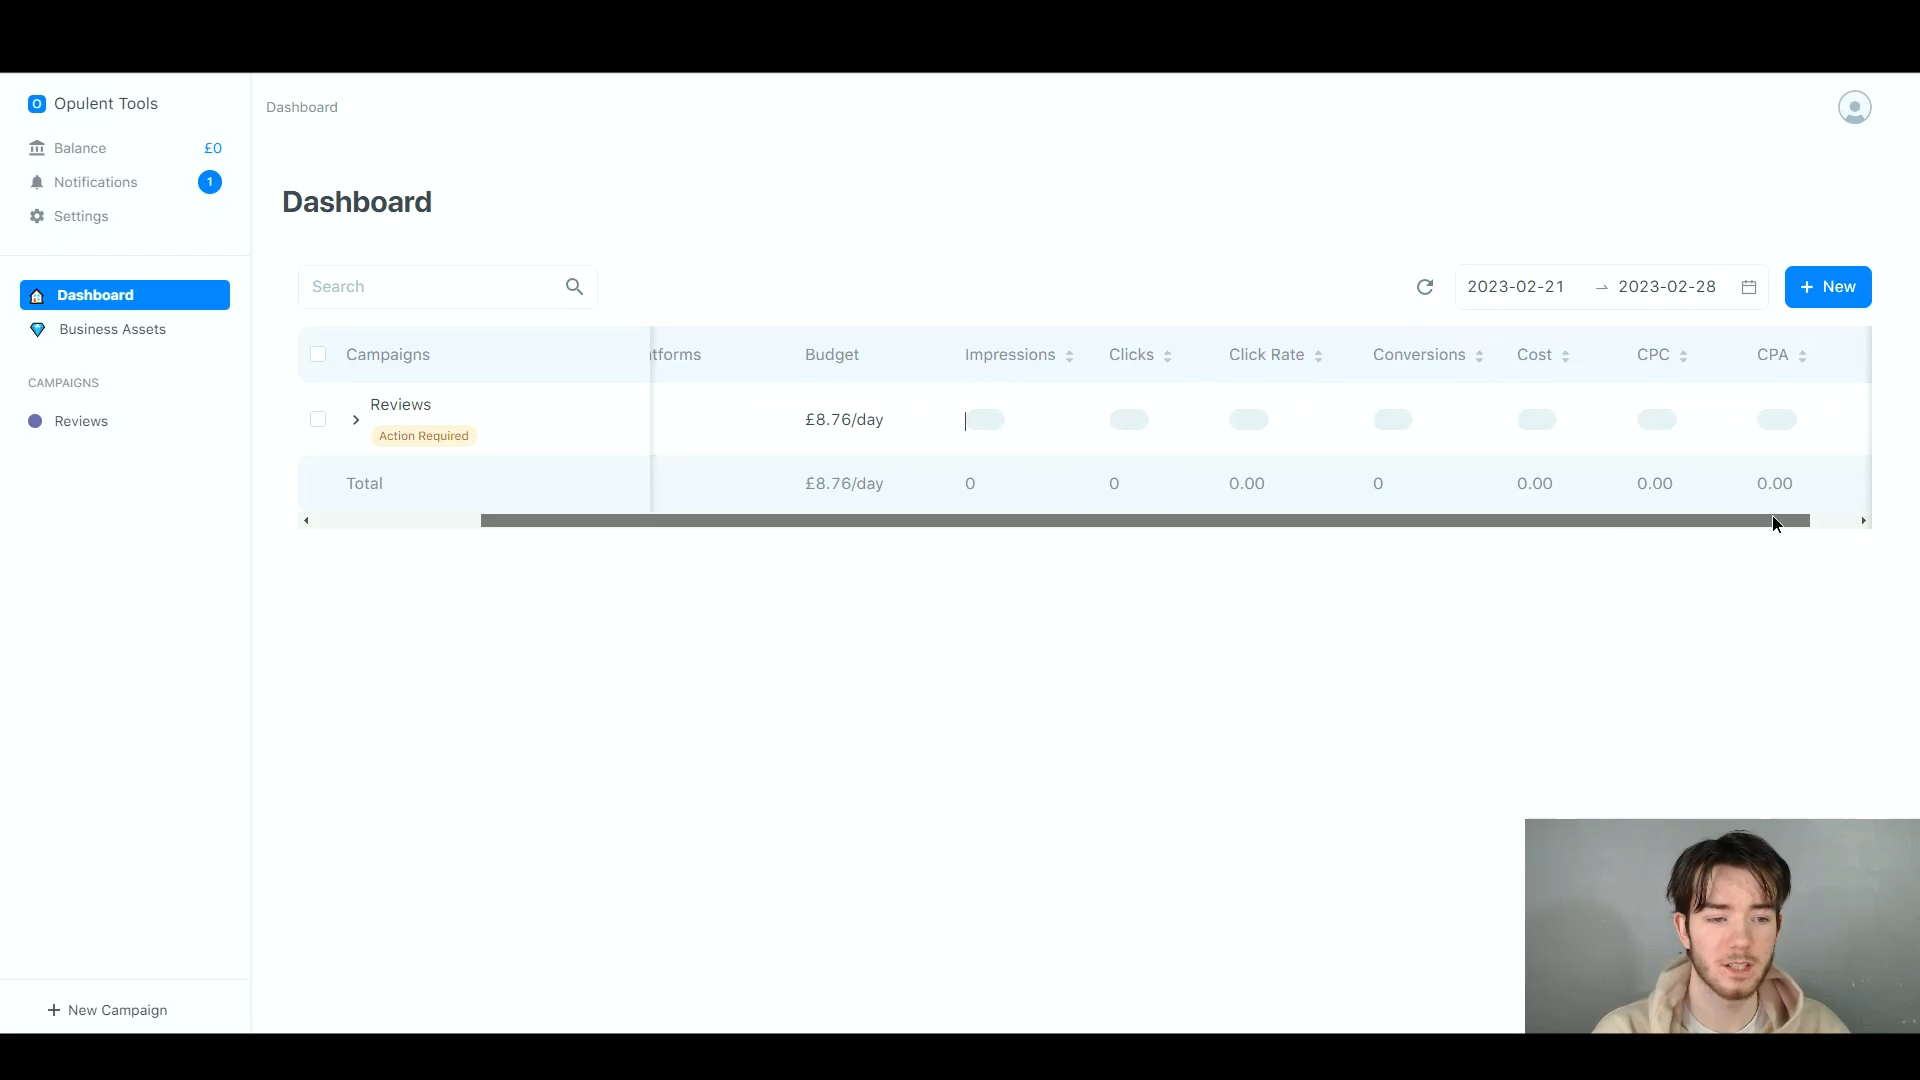 O Opulent Tools
Balance £0
Notifications 1
Settings
Dashboard
Business Assets
CAMPAIGNS
Reviews
+ New Campaign
Dashboard
Dashboard
Search
2023-02-21 → 2023-02-28
+ New
Campaigns tforms Budget Impressions Clicks Click Rate Conversions Cost CPC CPA
Reviews £8.76/day
Action Required
Total £8.76/day 0 0 0.00 0 0.00 0.00 0.00